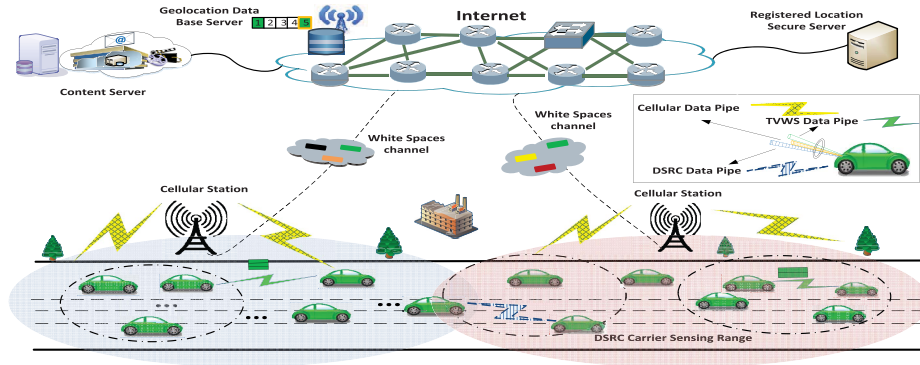 Geolocation Data
Base Server
1 2 3 4 5
Internet
Registered Location
Secure Server
@
Content Server
White Spaces
channel
White Spaces
channel
Cellular Data Pipe
TVWS Data Pipe
DSRC Data Pipe
Cellular Station
Cellular Station
DSRC Carrier Sensing Range